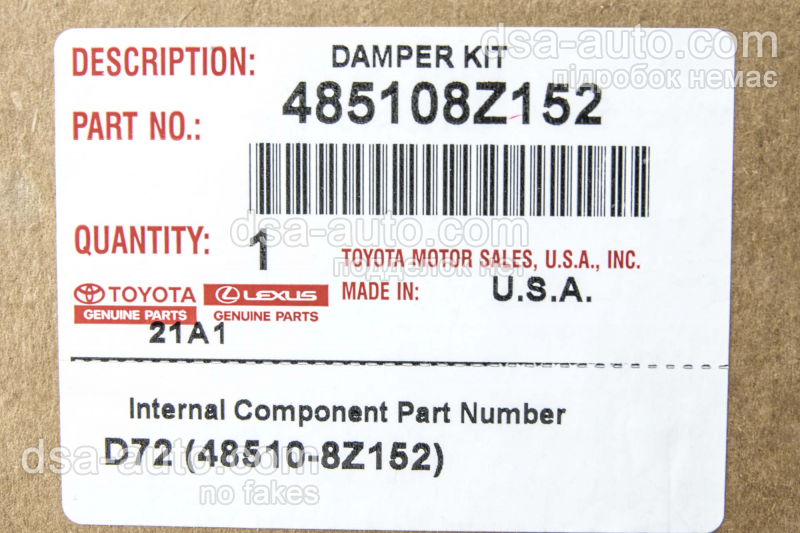 dsa-auto.com
підробок немає
DESCRIPTION: DAMPER KIT
PART NO.: 485108Z152
dsa-auto.com
подделок нет
QUANTITY: 1
TOYOTA MOTOR SALES, U.S.A., INC.
MADE IN: U.S.A.
TOYOTA
GENUINE PARTS
LEXUS
GENUINE PARTS
21A1
Internal Component Part Number
D72 (48510-8Z152)
dsa-auto.com
no fakes